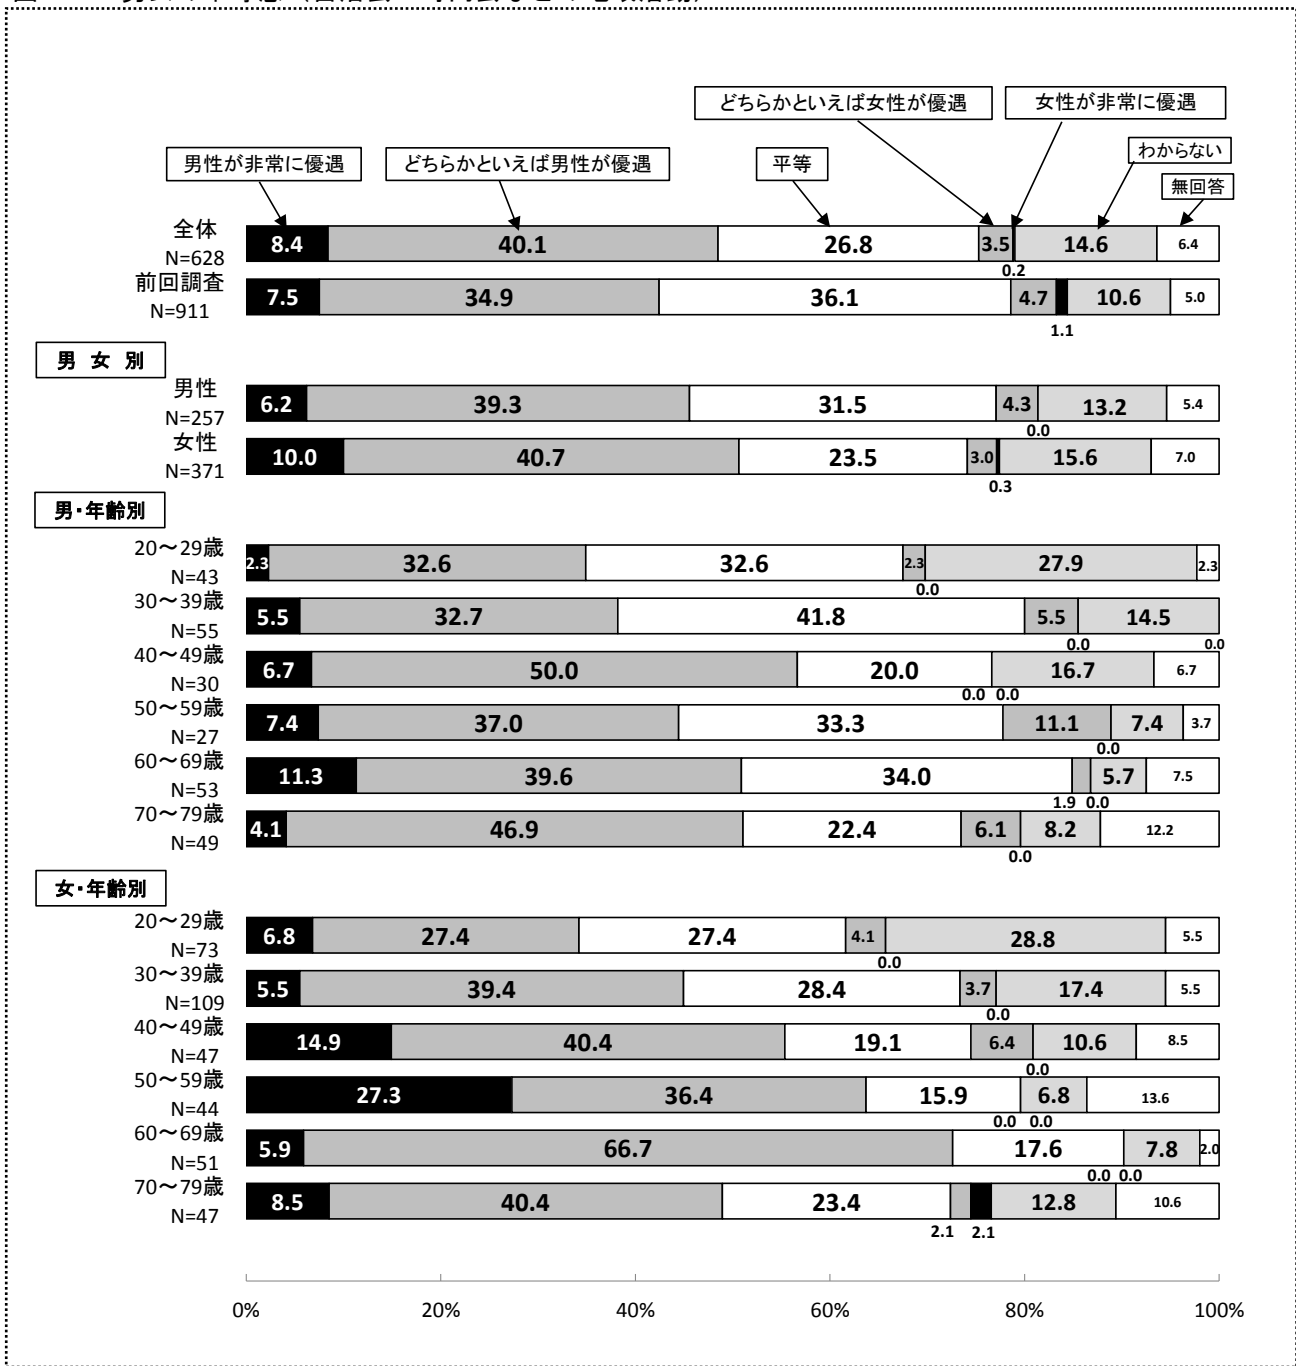 どちらかといえば女性が優遇 女性が非常に優遇
男性が非常に優遇 どちらかといえば男性が優遇 平等 わからない
無回答
全体
N=628
8.4 40.1 26.8 3.5 14.6 6.4
0.2
前回調査
N=911
7.5 34.9 36.1 4.7 10.6 5.0
1.1
男 女 別
男性
N=257
6.2 39.3 31.5 4.3 13.2 5.4
0.0
女性
N=371
10.0 40.7 23.5 3.0 15.6 7.0
0.3
男・年齢別
20～29歳
N=43
2.3 32.6 32.6 2.3 27.9 2.3
0.0
30～39歳
N=55
5.5 32.7 41.8 5.5 14.5
0.0 0.0
40～49歳
N=30
6.7 50.0 20.0 16.7 6.7
0.0 0.0
50～59歳
N=27
7.4 37.0 33.3 11.1 7.4 3.7
0.0
60～69歳
N=53
11.3 39.6 34.0 5.7 7.5
1.9 0.0
70～79歳
N=49
4.1 46.9 22.4 6.1 8.2 12.2
0.0
女・年齢別
20～29歳
N=73
6.8 27.4 27.4 4.1 28.8 5.5
0.0
30～39歳
N=109
5.5 39.4 28.4 3.7 17.4 5.5
0.0
40～49歳
N=47
14.9 40.4 19.1 6.4 10.6 8.5
0.0
50～59歳
N=44
27.3 36.4 15.9 6.8 13.6
0.0 0.0
60～69歳
N=51
5.9 66.7 17.6 7.8 2.0
0.0 0.0
70～79歳
N=47
8.5 40.4 23.4 12.8 10.6
2.1 2.1
0% 20% 40% 60% 80% 100%